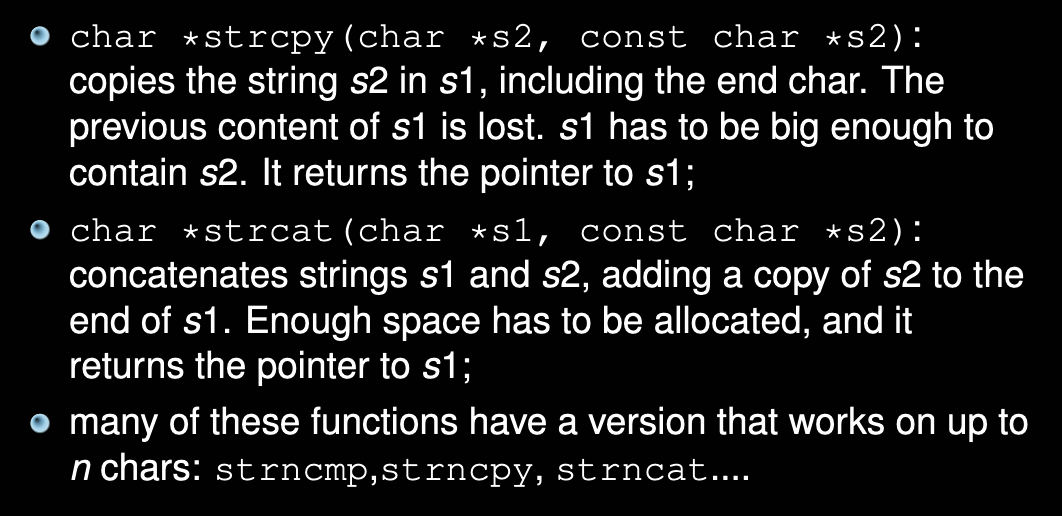 char *strcpy(char *s2, const char *s2):
copies the string s2 in s1, including the end char. The
previous content of s1 is lost. s1 has to be big enough to
contain s2. It returns the pointer to s1;
char *strcat(char *s1, const char *s2):
concatenates strings s1 and s2, adding a copy of s2 to the
end of s1. Enough space has to be allocated, and it
returns the pointer to s1;
many of these functions have a version that works on up to
n chars: strncmp,strncpy, strncat....